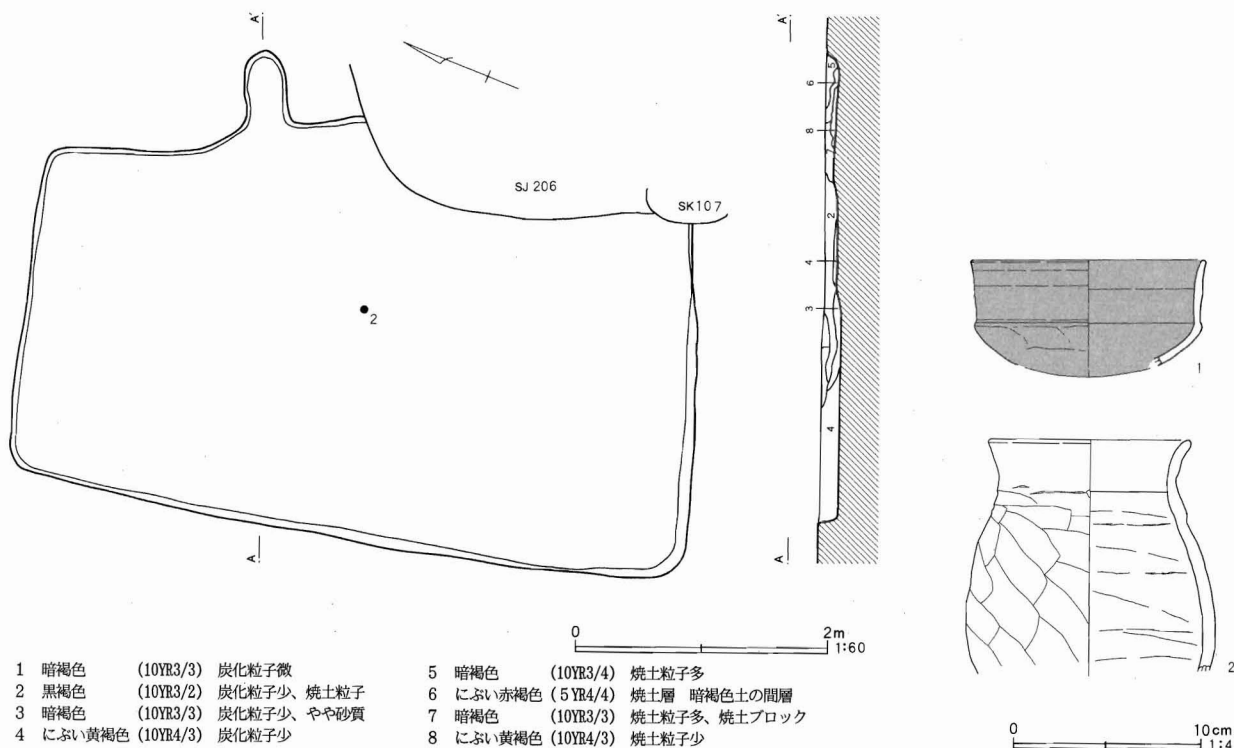 A'
A'
SJ 206
SK107
2
5
6
8
2
4
3
4
1
2
A
A
0 2m
1:60
1 暗褐色 (10YR3/3) 炭化粒子微
2 黒褐色 (10YR3/2) 炭化粒子少、焼土粒子
3 暗褐色 (10YR3/3) 炭化粒子少、やや砂質
4 にぶい黄褐色 (10YR4/3) 炭化粒子少
5 暗褐色 (10YR3/4) 焼土粒子多
6 にぶい赤褐色 (5YR4/4) 焼土層 暗褐色土の間層
7 暗褐色 (10YR3/3) 焼土粒子多、焼土ブロック
8 にぶい黄褐色 (10YR4/3) 焼土粒子少
0 10cm
1:4